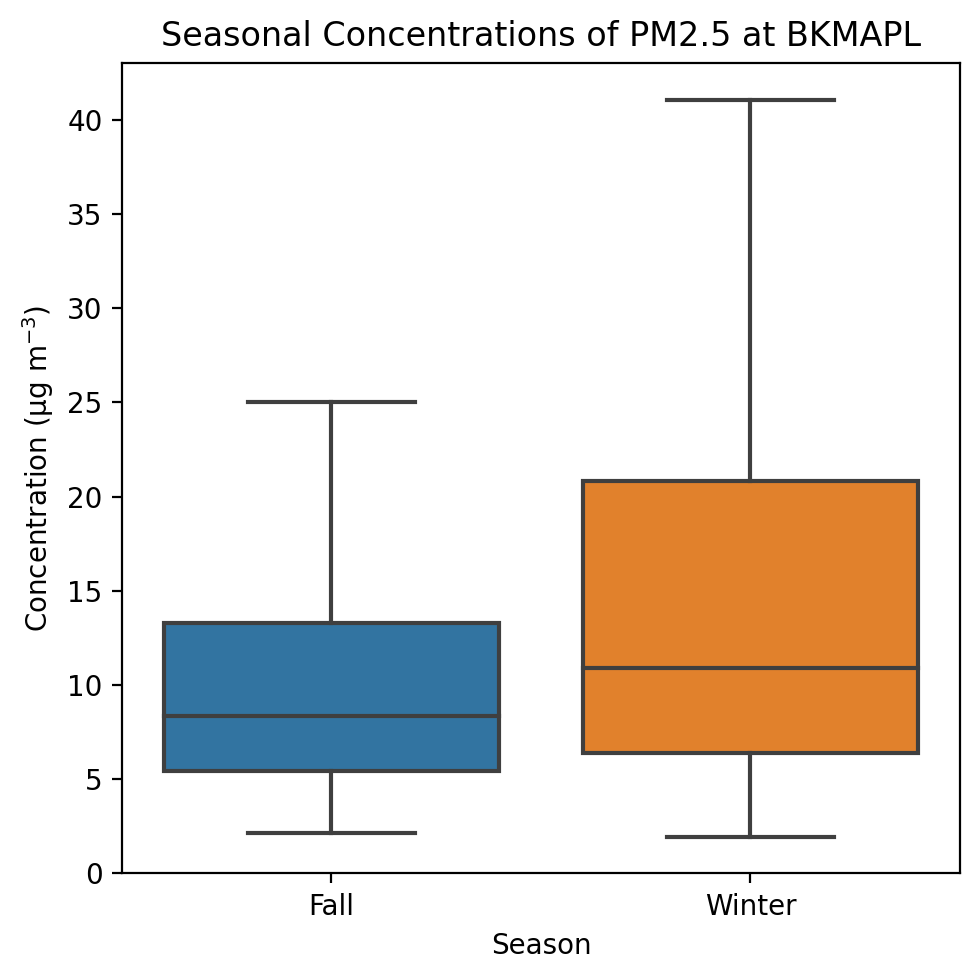 Seasonal Concentrations of PM2.5 at BKMAPL
Concentration (µg m⁻³)
40
35
30
25
20
15
10
5
0
Fall
Winter
Season